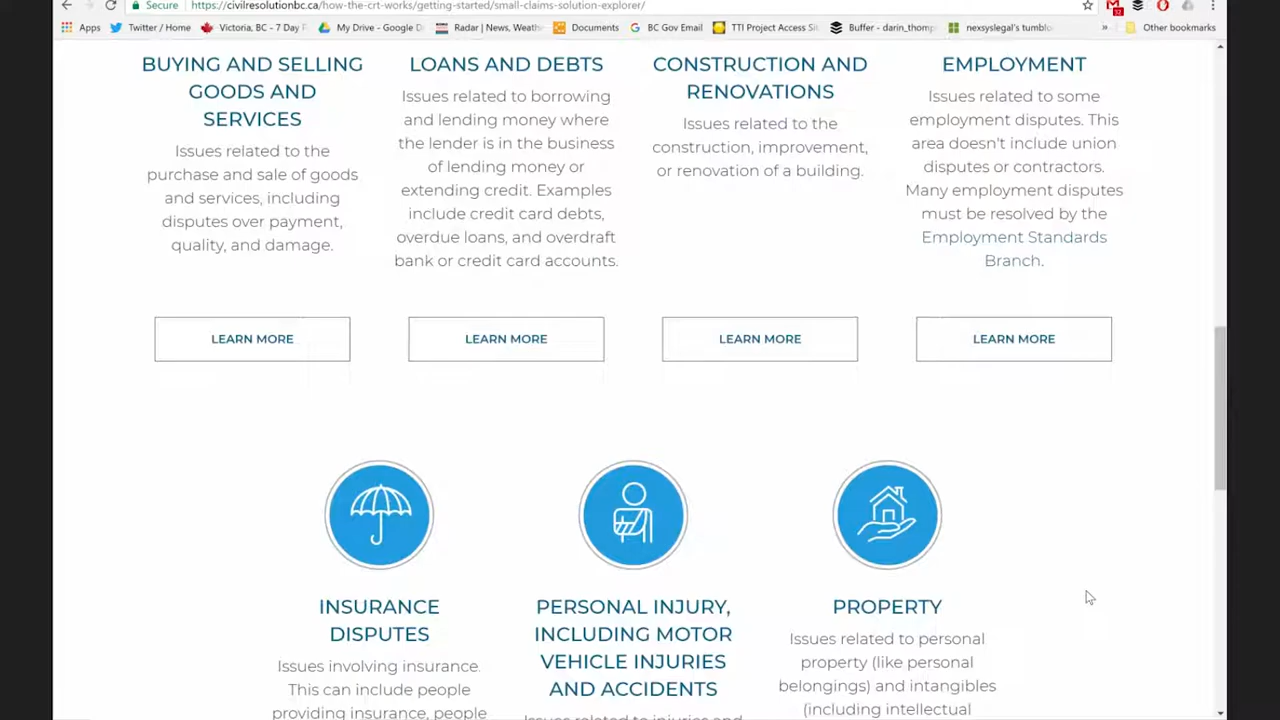 Secure
https://civilresolutionbc.ca/how-the-crt-works/getting-started/small-claims-solution-explorer/
Apps
Twitter / Home
Victoria, BC - 7 Day F
My Drive - Google D
Radar | News, Weath
Documents
BC Gov Email
TTI Project Access Sit
Buffer - darin_thomp
nexsyslegal's tumblo
»
Other bookmarks
BUYING AND SELLING
GOODS AND
SERVICES
Issues related to the
purchase and sale of goods
and services, including
disputes over payment,
quality, and damage.
LEARN MORE
LOANS AND DEBTS
Issues related to borrowing
and lending money where
the lender is in the business
of lending money or
extending credit. Examples
include credit card debts,
overdue loans, and overdraft
bank or credit card accounts.
LEARN MORE
CONSTRUCTION AND
RENOVATIONS
Issues related to the
construction, improvement,
or renovation of a building.
LEARN MORE
EMPLOYMENT
Issues related to some
employment disputes. This
area doesn't include union
disputes or contractors.
Many employment disputes
must be resolved by the
Employment Standards
Branch.
LEARN MORE
INSURANCE
DISPUTES
Issues involving insurance.
This can include people
providing insurance, people
PERSONAL INJURY,
INCLUDING MOTOR
VEHICLE INJURIES
AND ACCIDENTS
Issues related to injuries and
PROPERTY
Issues related to personal
property (like personal
belongings) and intangibles
(including intellectual